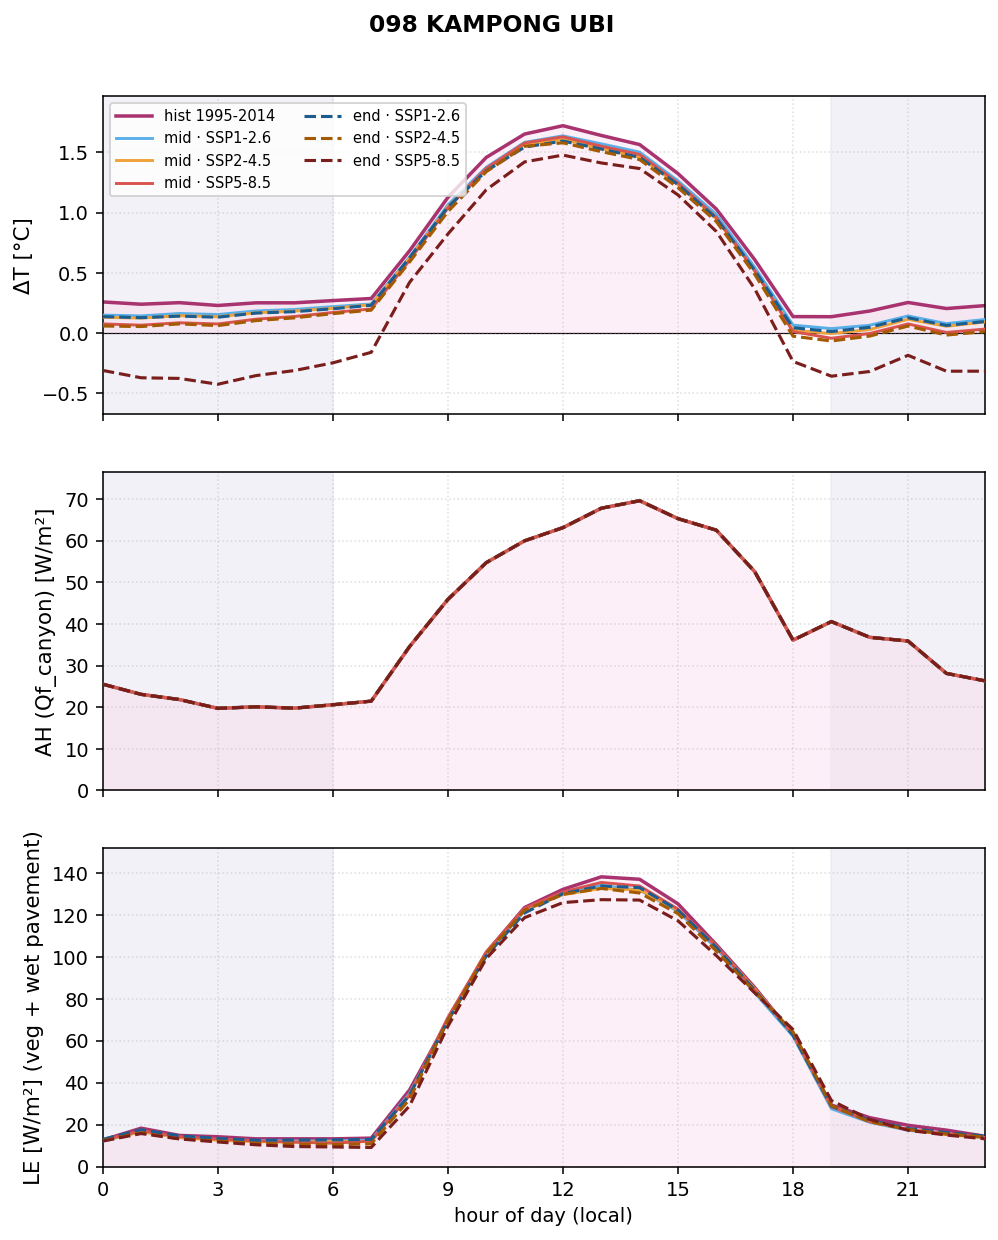 098 KAMPONG UBI
hist 1995-2014
mid · SSP1-2.6
mid · SSP2-4.5
mid · SSP5-8.5
end · SSP1-2.6
end · SSP2-4.5
end · SSP5-8.5
ΔT [°C]
1.5
1.0
0.5
0.0
−0.5
AH (Qf_canyon) [W/m²]
70
60
50
40
30
20
10
0
LE [W/m²] (veg + wet pavement)
140
120
100
80
60
40
20
0
0 3 6 9 12 15 18 21
hour of day (local)